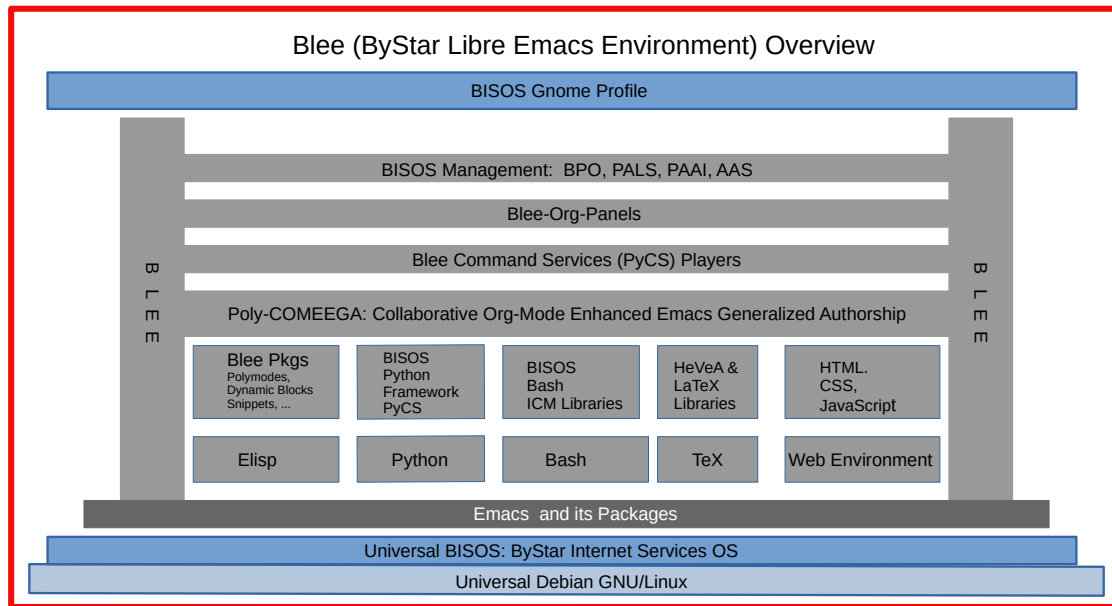 Blee (ByStar Libre Emacs Environment) Overview
BISOS Gnome Profile
BISOS Management:  BPO, PALS, PAAI, AAS
Blee-Org-Panels
Blee Command Services (PyCS) Players
B L E E
B L E E
Poly-COMEEGA: Collaborative Org-Mode Enhanced Emacs Generalized Authorship
Blee Pkgs
Polymodes,
Dynamic Blocks
Snippets, ...
BISOS
Python
Framework
PyCS
BISOS
Bash
ICM Libraries
HeVeA &
LaTeX
Libraries
HTML.
CSS,
JavaScript
Elisp
Python
Bash
TeX
Web Environment
Emacs  and its Packages
Universal BISOS: ByStar Internet Services OS
Universal Debian GNU/Linux